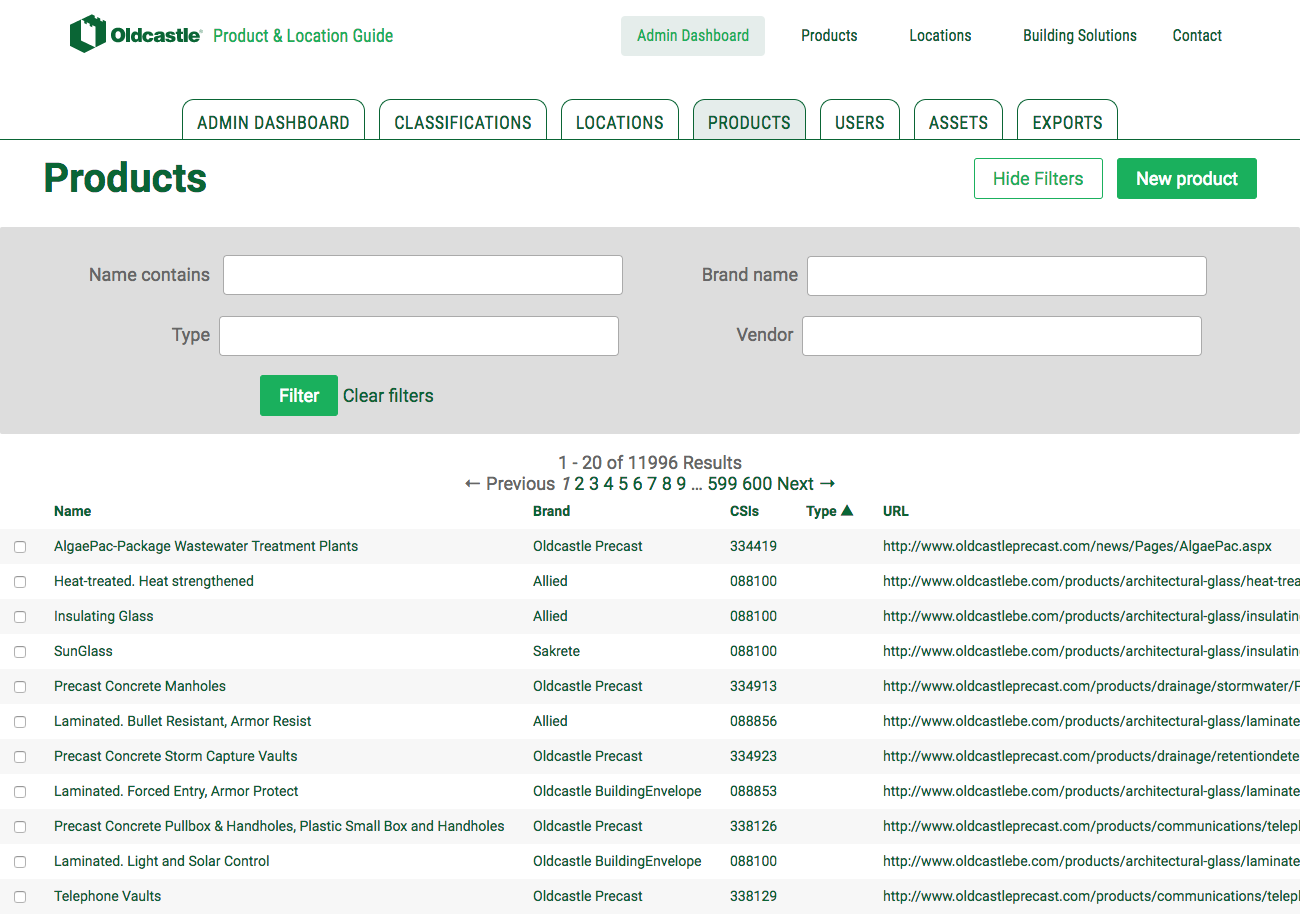 Oldcastle® Product & Location Guide Admin Dashboard Products Locations Building Solutions Contact
ADMIN DASHBOARD CLASSIFICATIONS LOCATIONS PRODUCTS USERS ASSETS EXPORTS
Products Hide Filters New product
Name contains Brand name
Type Vendor
Filter Clear filters
1 - 20 of 11996 Results
← Previous 1 2 3 4 5 6 7 8 9 … 599 600 Next →
Name Brand CSIs Type ▲ URL
AlgaePac-Package Wastewater Treatment Plants Oldcastle Precast 334419 http://www.oldcastleprecast.com/news/Pages/AlgaePac.aspx
Heat-treated. Heat strengthened Allied 088100 http://www.oldcastlebe.com/products/architectural-glass/heat-trea
Insulating Glass Allied 088100 http://www.oldcastlebe.com/products/architectural-glass/insulatin
SunGlass Sakrete 088100 http://www.oldcastlebe.com/products/architectural-glass/insulatin
Precast Concrete Manholes Oldcastle Precast 334913 http://www.oldcastleprecast.com/products/drainage/stormwater/P
Laminated. Bullet Resistant, Armor Resist Allied 088856 http://www.oldcastlebe.com/products/architectural-glass/laminate
Precast Concrete Storm Capture Vaults Oldcastle Precast 334923 http://www.oldcastleprecast.com/products/drainage/retentiondete
Laminated. Forced Entry, Armor Protect Oldcastle BuildingEnvelope 088853 http://www.oldcastlebe.com/products/architectural-glass/laminate
Precast Concrete Pullbox & Handholes, Plastic Small Box and Handholes Oldcastle Precast 338126 http://www.oldcastleprecast.com/products/communications/telepl
Laminated. Light and Solar Control Oldcastle BuildingEnvelope 088100 http://www.oldcastlebe.com/products/architectural-glass/laminate
Telephone Vaults Oldcastle Precast 338129 http://www.oldcastleprecast.com/products/communications/telepl